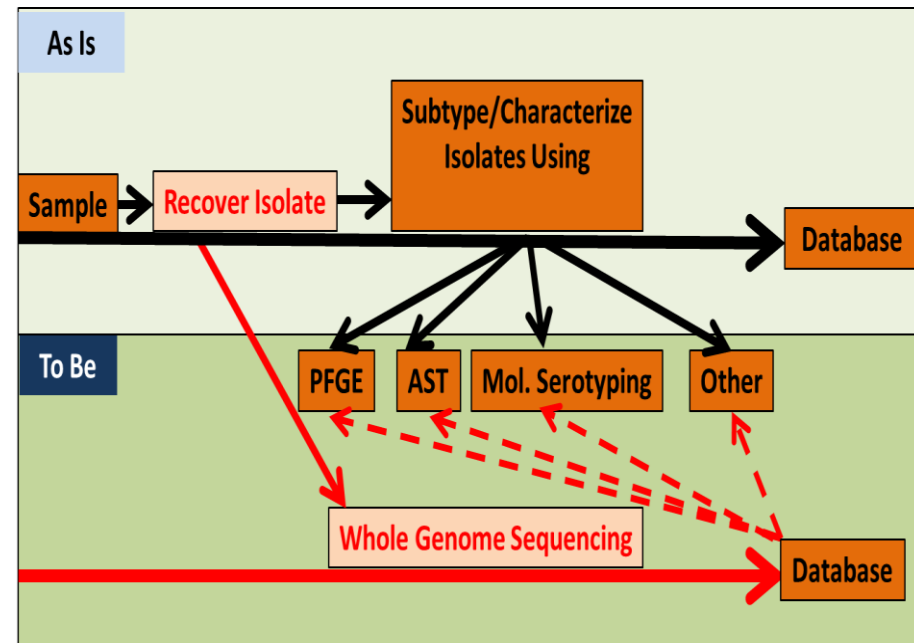 As Is
Subtype/Characterize
Isolates Using
Sample
Recover Isolate
Database
To Be
PFGE
AST
Mol. Serotyping
Other
Whole Genome Sequencing
Database